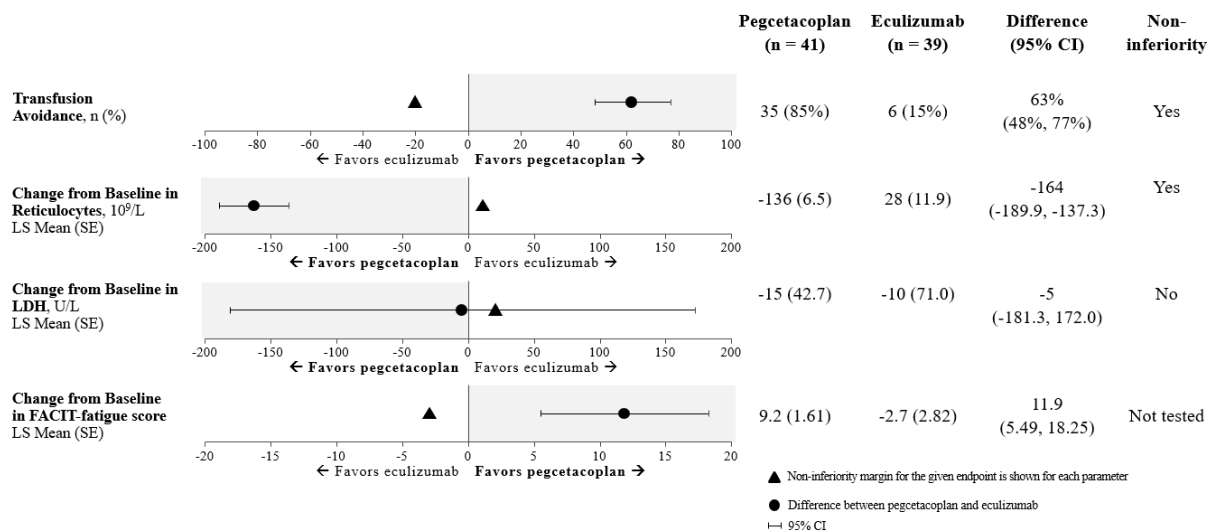 Pegcetacoplan Eculizumab Difference Non-
(n = 41) (n = 39) (95% CI) inferiority
Transfusion
Avoidance, n (%)
35 (85%) 6 (15%) 63%
(48%, 77%) Yes
-100 -80 -60 -40 -20 0 20 40 60 80 100
← Favors eculizumab Favors pegcetacoplan →
Change from Baseline in
Reticulocytes, 10⁹/L
LS Mean (SE)
-136 (6.5) 28 (11.9) -164
(-189.9, -137.3) Yes
-200 -150 -100 -50 0 50 100 150 200
← Favors pegcetacoplan Favors eculizumab →
Change from Baseline in
LDH, U/L
LS Mean (SE)
-15 (42.7) -10 (71.0) -5
(-181.3, 172.0) No
-200 -150 -100 -50 0 50 100 150 200
← Favors pegcetacoplan Favors eculizumab →
Change from Baseline
in FACIT-fatigue score
LS Mean (SE)
9.2 (1.61) -2.7 (2.82) 11.9
(5.49, 18.25) Not tested
-20 -15 -10 -5 0 5 10 15 20
← Favors eculizumab Favors pegcetacoplan →
▲ Non-inferiority margin for the given endpoint is shown for each parameter
● Difference between pegcetacoplan and eculizumab
95% CI